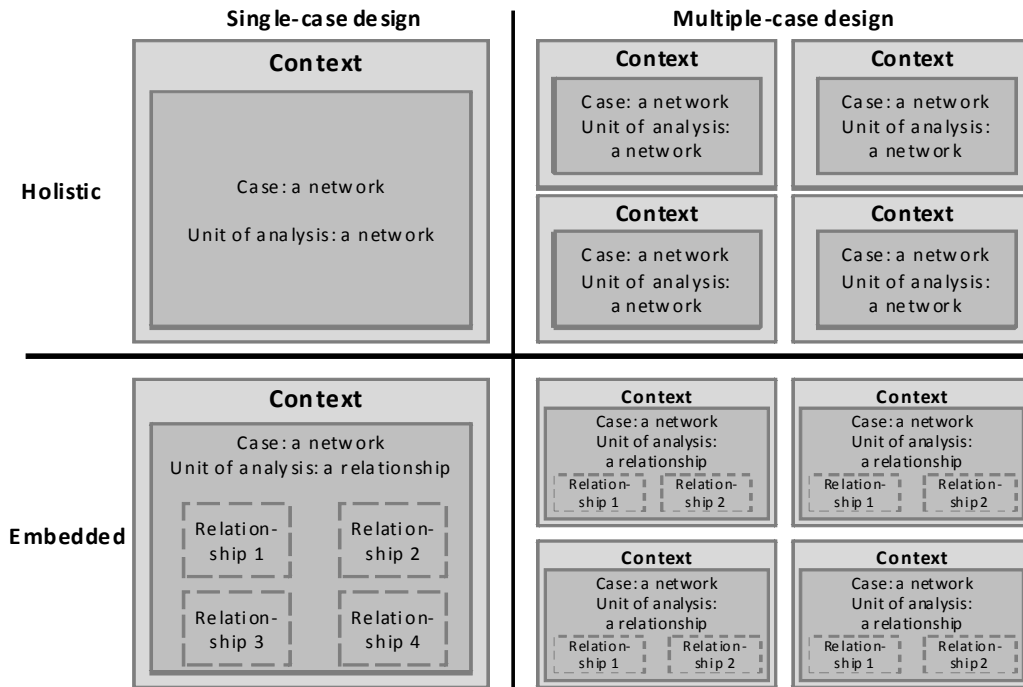 Single-case design
Multiple-case design
Holistic
Context
Case: a network
Unit of analysis: a network
Context
Case: a network
Unit of analysis:
a network
Context
Case: a network
Unit of analysis:
a network
Context
Case: a network
Unit of analysis:
a network
Context
Case: a network
Unit of analysis:
a network
Embedded
Context
Case: a network
Unit of analysis: a relationship
Relation-
ship 1
Relation-
ship 2
Relation-
ship 3
Relation-
ship 4
Context
Case: a network
Unit of analysis:
a relationship
Relation-
ship 1
Relation-
ship 2
Context
Case: a network
Unit of analysis:
a relationship
Relation-
ship 1
Relation-
ship2
Context
Case: a network
Unit of analysis:
a relationship
Relation-
ship 1
Relation-
ship 2
Context
Case: a network
Unit of analysis:
a relationship
Relation-
ship 1
Relation-
ship2